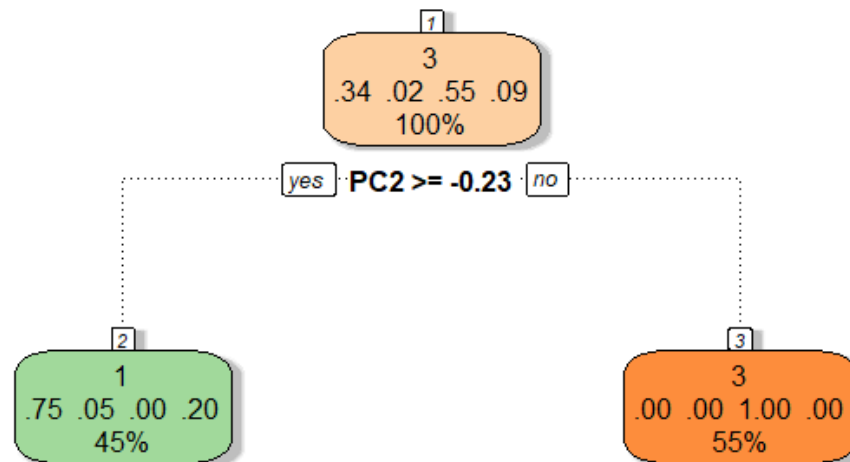 1
3
.34 .02 .55 .09
100%
yes PC2 >= -0.23 no
2
1
.75 .05 .00 .20
45%
3
3
.00 .00 1.00 .00
55%